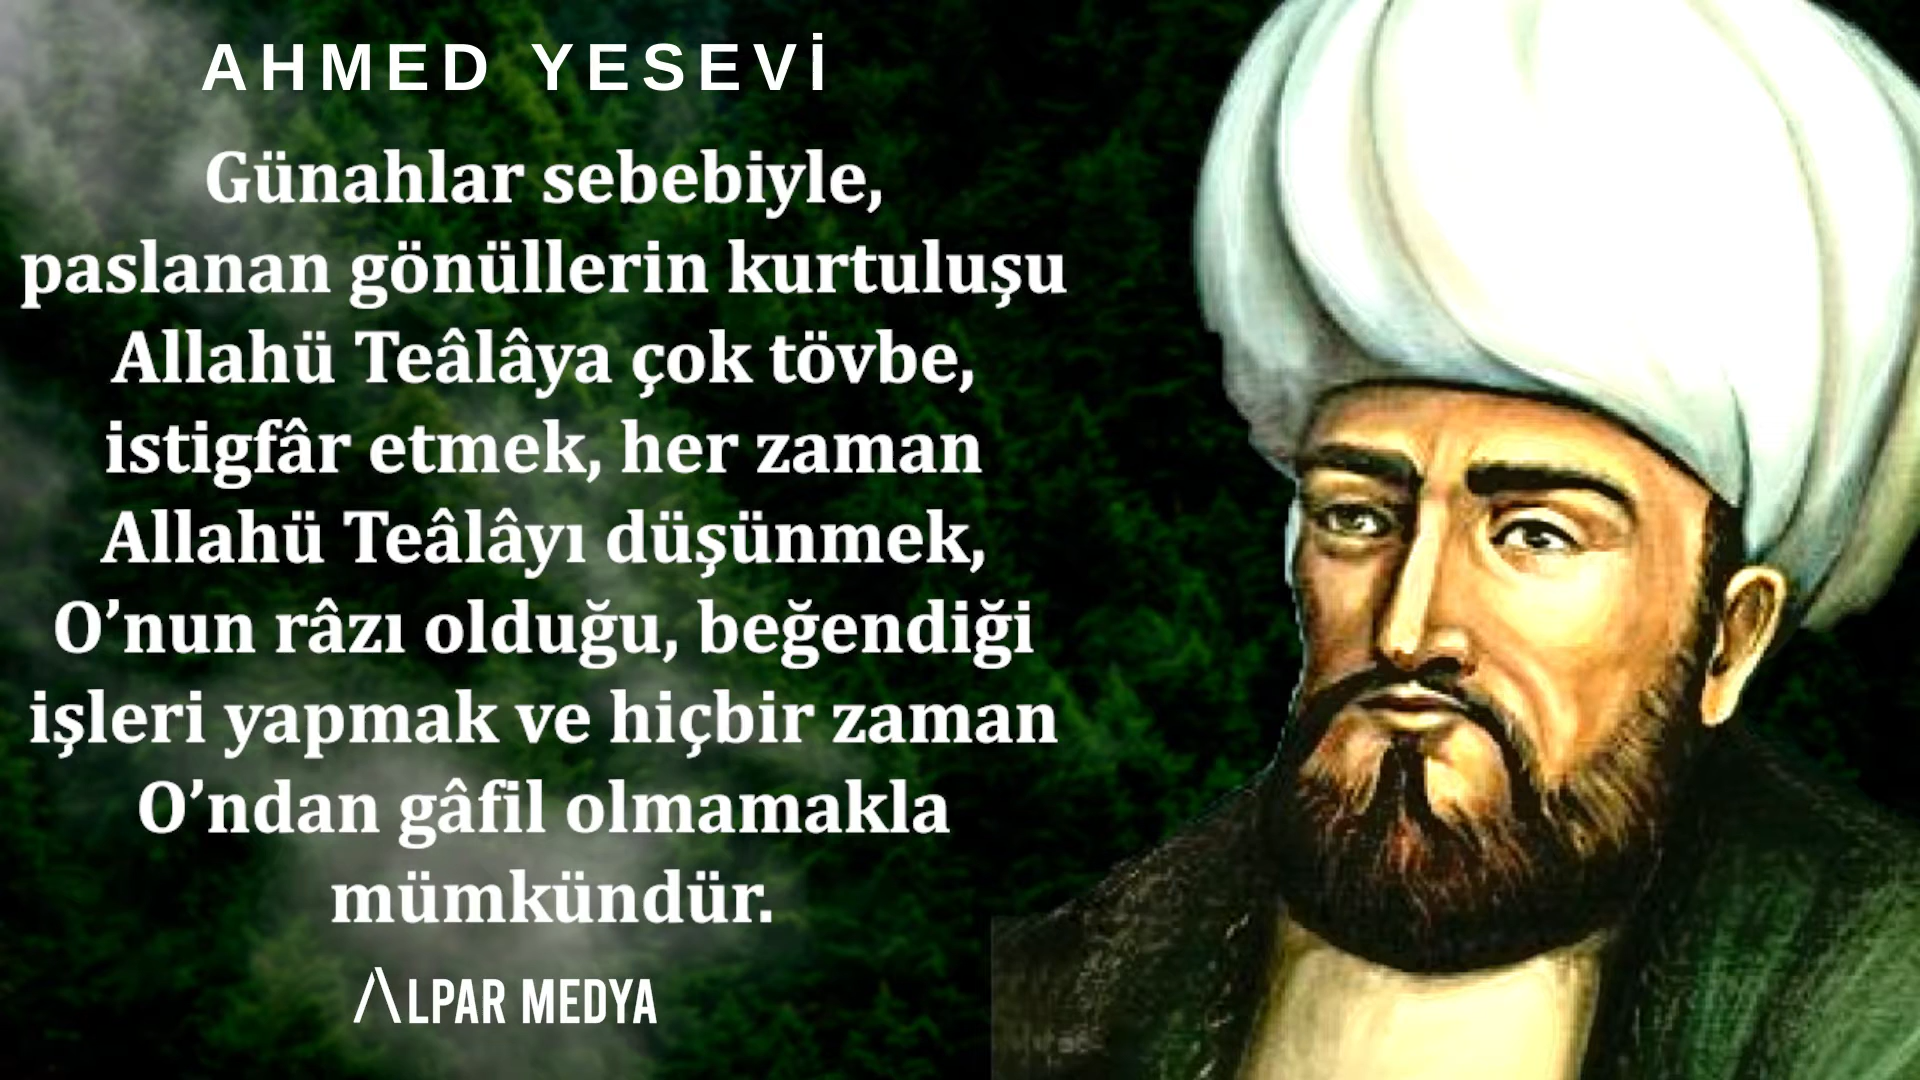 AHMED YESEVİ
Günahlar sebebiyle,
paslanan gönüllerin kurtuluşu
Allahü Teâlâya çok tövbe,
istigfâr etmek, her zaman
Allahü Teâlâyı düşünmek,
O’nun râzı olduğu, beğendiği
işleri yapmak ve hiçbir zaman
O’ndan gâfil olmamakla
mümkündür.
ALPAR MEDYA